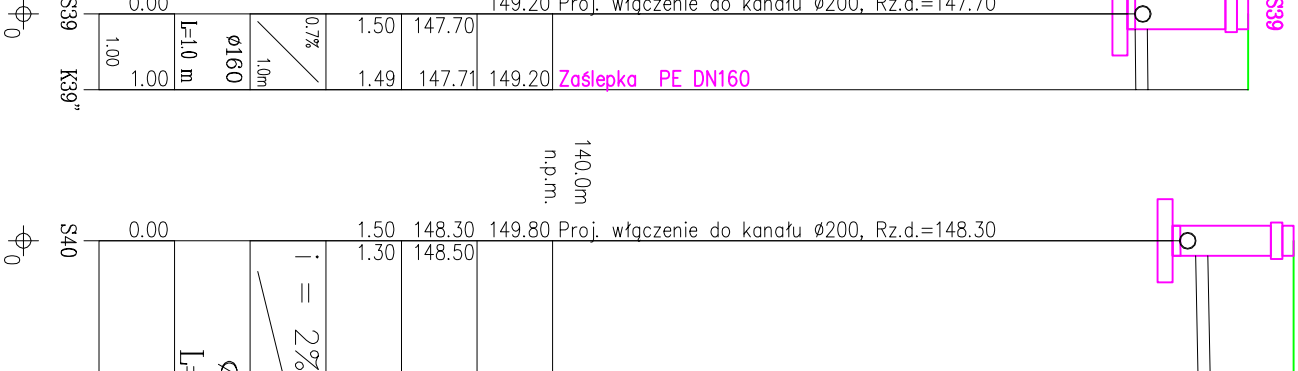 S39 0.00 149.20 Proj. włączenie do kanału ø200, Rz.d.=147.70 S39
0 1.00 L=1.0 m ø160 0.7% 1.0m 1.50 147.70
K39" 1.00 1.49 147.71 149.20 Zaślepka PE DN160
140.0m
n.p.m.
S40 0.00 1.50 148.30 149.80 Proj. włączenie do kanału ø200, Rz.d.=148.30
0 1.30 148.50
i = 2%
L=